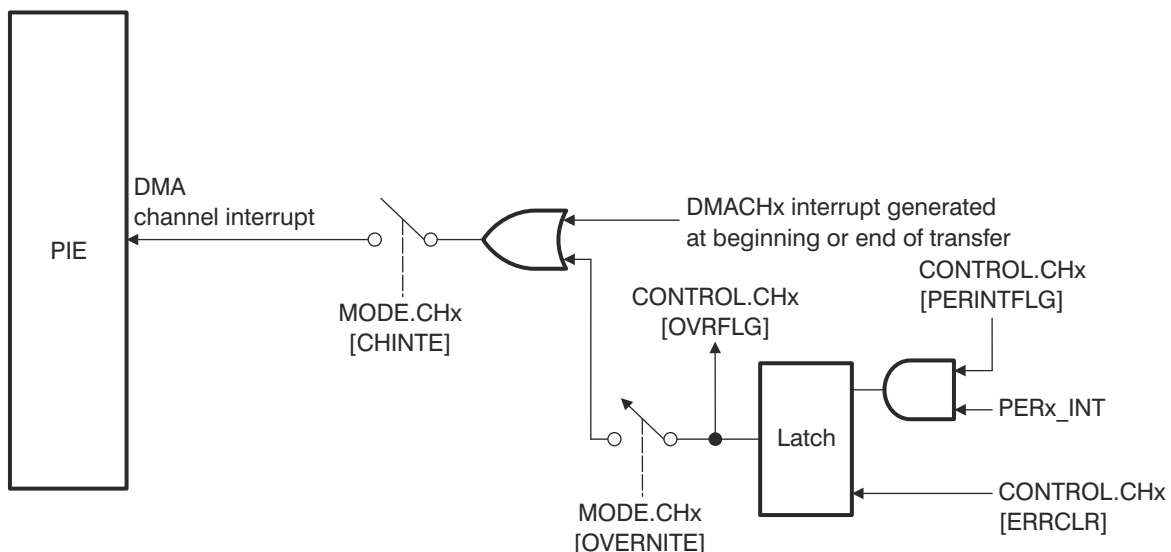 PIE
DMA
channel interrupt
MODE.CHx
[CHINTE]
DMACHx interrupt generated
at beginning or end of transfer
CONTROL.CHx
[OVRFLG]
CONTROL.CHx
[PERINTFLG]
PERx_INT
Latch
CONTROL.CHx
[ERRCLR]
MODE.CHx
[OVERNITE]